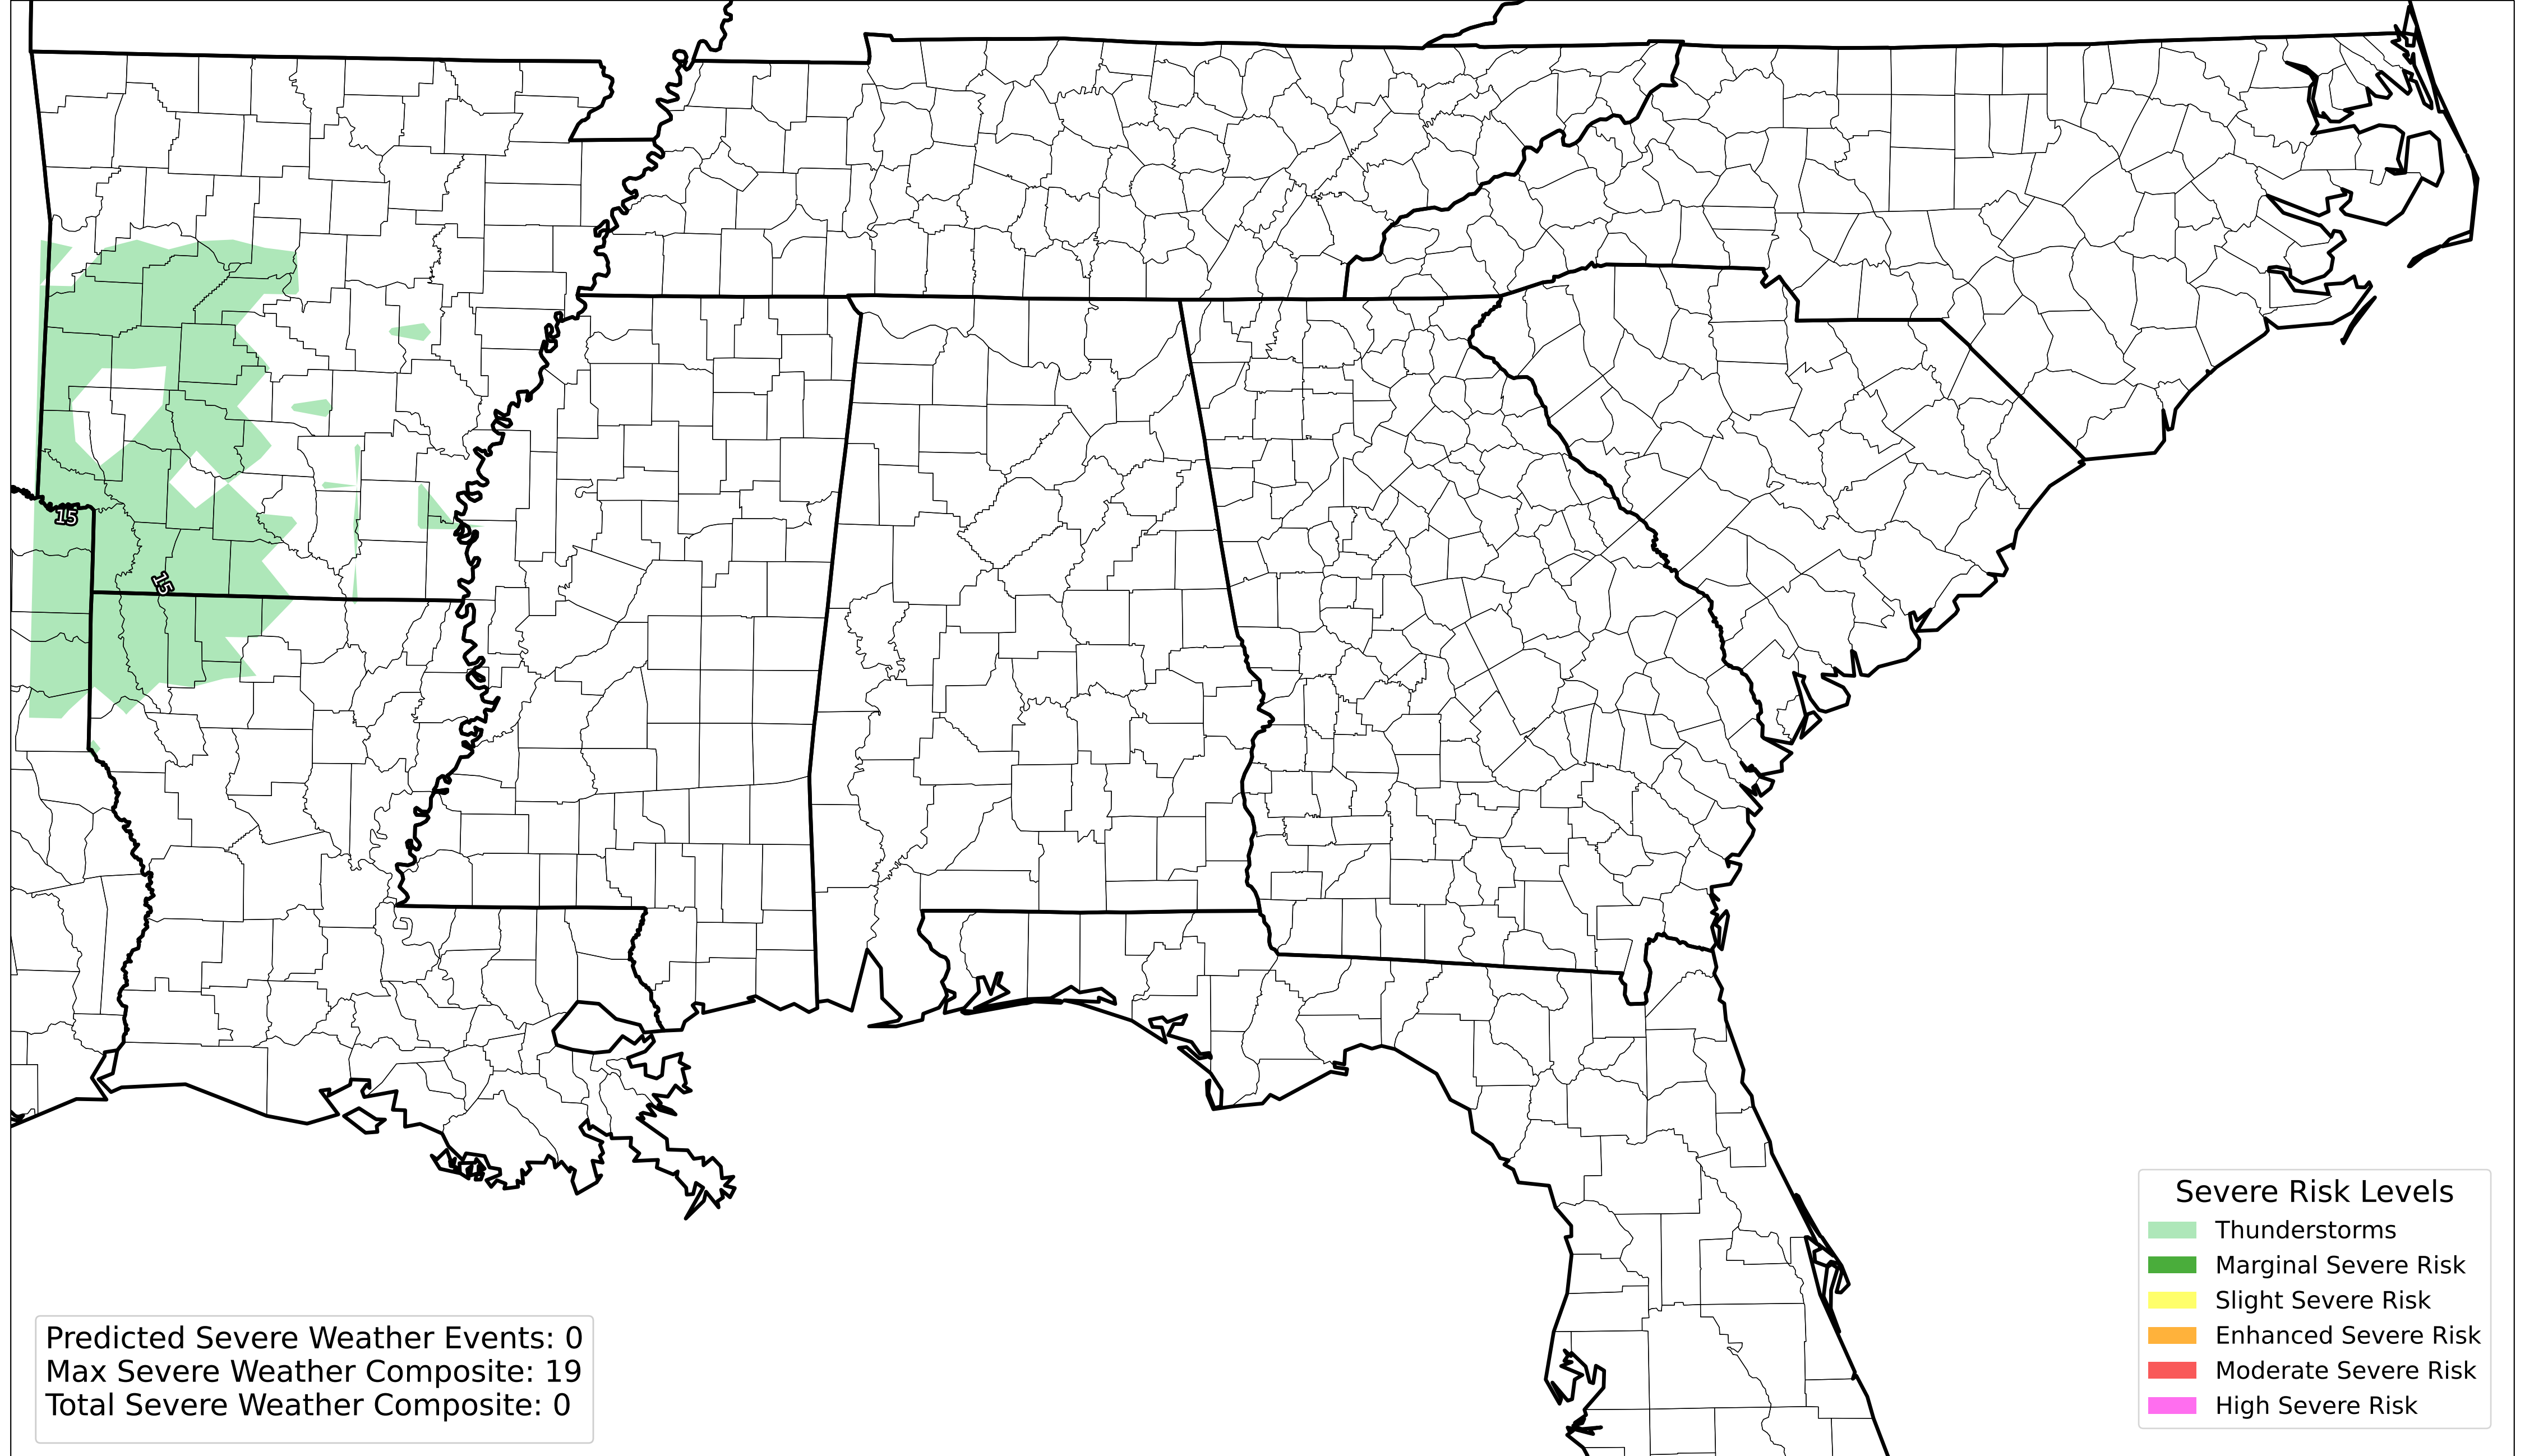 15
15
Severe Risk Levels
Thunderstorms
Marginal Severe Risk
Slight Severe Risk
Enhanced Severe Risk
Moderate Severe Risk
High Severe Risk
Predicted Severe Weather Events: 0
Max Severe Weather Composite: 19
Total Severe Weather Composite: 0